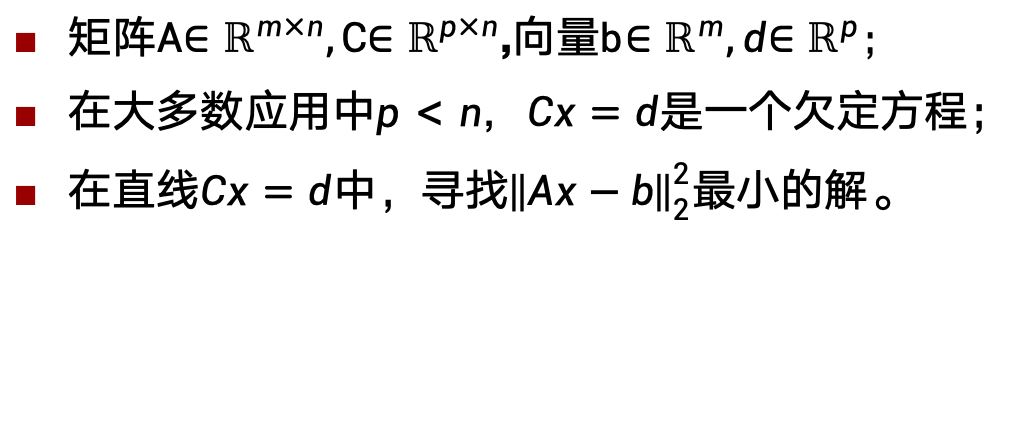 矩阵A∈ ℝ^{m×n},C∈ ℝ^{p×n},向量b∈ ℝ^m,d∈ ℝ^p;
在大多数应用中p < n, Cx = d是一个欠定方程;
在直线Cx = d中，寻找‖Ax − b‖_2^2最小的解。